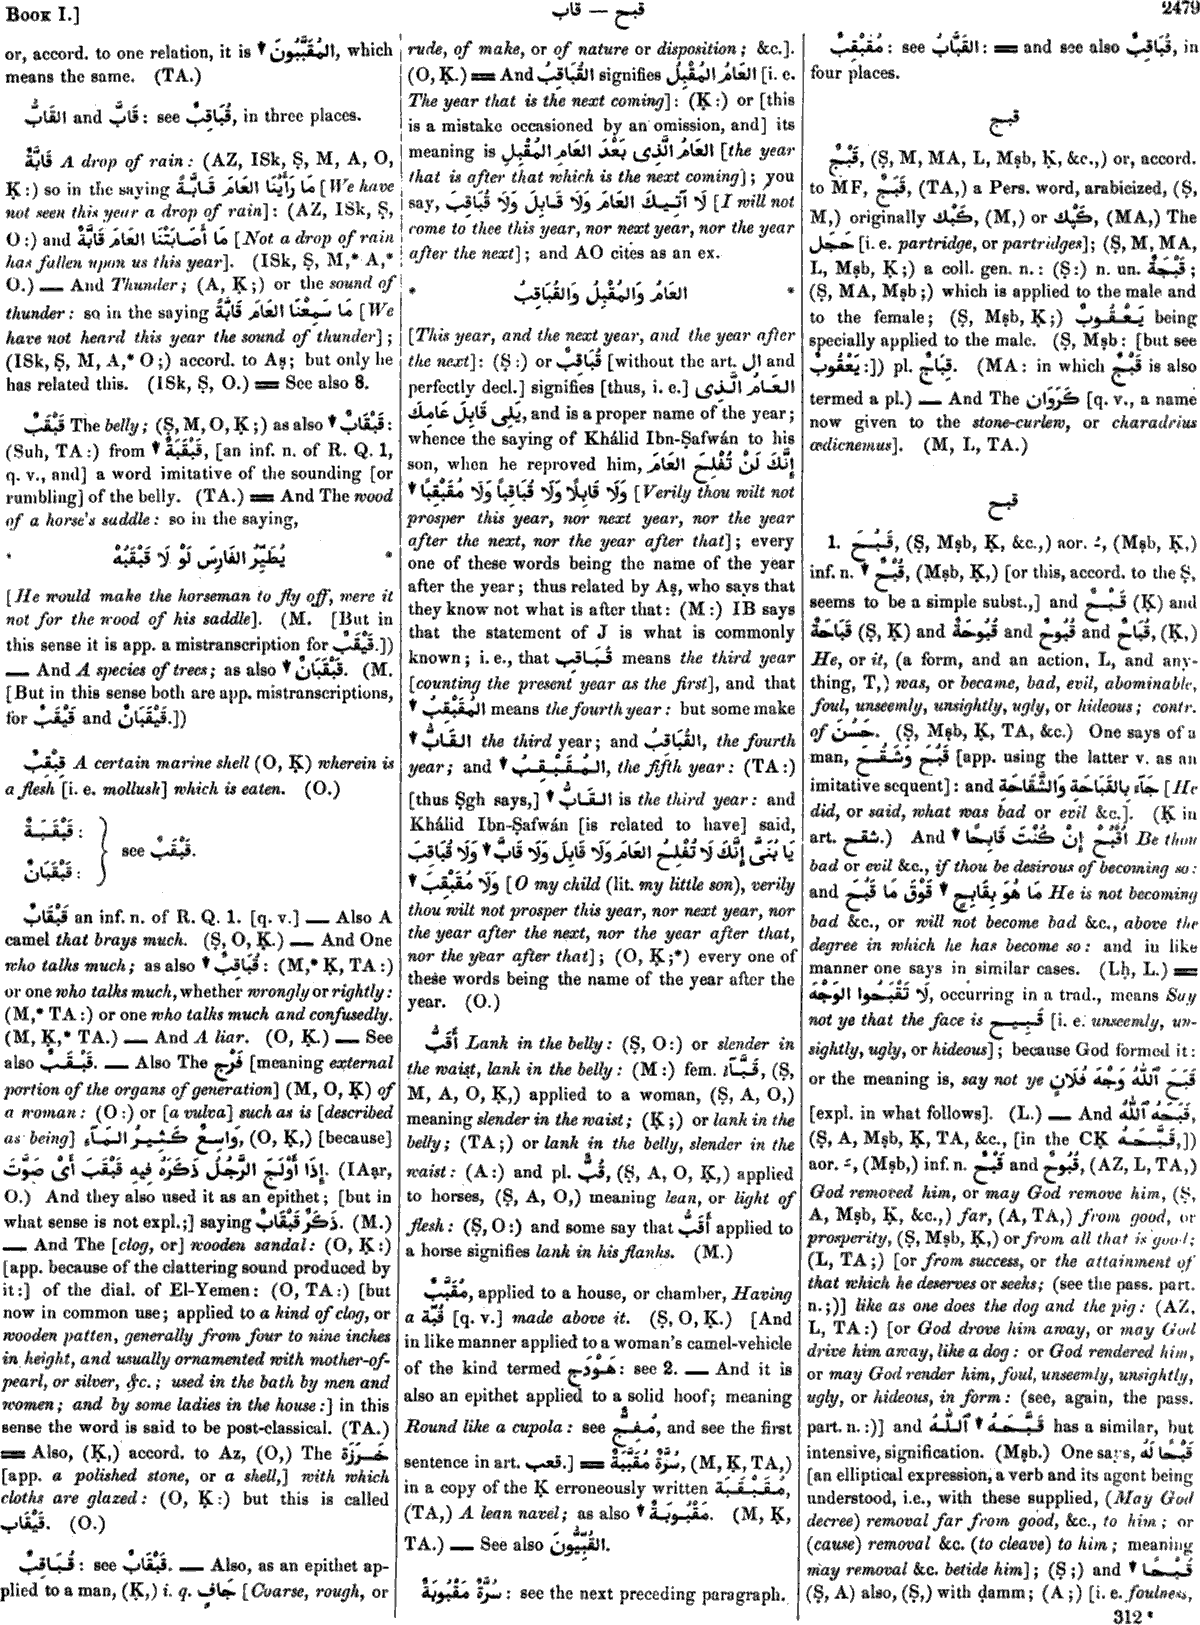 Book I.]
قبح — قاب
2479
or, accord. to one relation, it is ↓ المُقَبِّبُونَ, which
means the same. (TA.)
القَابُّ and قَابٌّ: see قُبَاقِبٌ, in three places.
قَابَّةٌ A drop of rain: (AZ, ISk, Ṣ, M, A, O,
Ḳ:) so in the saying مَا رَأَيْنَا العَامَ قَابَّةً [We have
not seen this year a drop of rain]: (AZ, ISk, Ṣ,
O:) and مَا أَصَابَتْنَا العَامَ قَابَّةٌ [Not a drop of rain
has fallen upon us this year]. (ISk, Ṣ, M,* A,*
O.) — And Thunder; (A, Ḳ;) or the sound of
thunder: so in the saying مَا سَمِعْنَا العَامَ قَابَّةً [We
have not heard this year the sound of thunder];
(ISk, Ṣ, M, A,* O;) accord. to Aṣ; but only he
has related this. (ISk, Ṣ, O.) = See also 8.
قَبْقَبٌ The belly; (Ṣ, M, O, Ḳ;) as also ↓ قَبْقَابٌ:
(Suh, TA:) from ↓ قَبْقَبَةٌ, [an inf. n. of R. Q. 1,
q. v., and] a word imitative of the sounding [or
rumbling] of the belly. (TA.) = And The wood
of a horse's saddle: so in the saying,
* يُطَيِّرُ الفَارِسَ لَوْ لَا قَبْقَبُهْ *
[He would make the horseman to fly off, were it
not for the wood of his saddle]. (M. [But in
this sense it is app. a mistranscription for قَيْقَبٌ.])
— And A species of trees; as also ↓ قَبْقَبَانٌ. (M.
[But in this sense both are app. mistranscriptions,
for قَيْقَبٌ and قَيْقَبَانٌ.])
قِبْقِبٌ A certain marine shell (O, Ḳ) wherein is
a flesh [i. e. mollusk] which is eaten. (O.)
قَبْقَبَةٌ:
see قَبْقَبٌ.
قَبْقَبَانٌ:
قَبْقَابٌ an inf. n. of R. Q. 1. [q. v.] — Also A
camel that brays much. (Ṣ, O, Ḳ.) — And One
who talks much; as also ↓ قُبَاقِبٌ: (M,* Ḳ, TA:)
or one who talks much, whether wrongly or rightly:
(M,* TA:) or one who talks much and confusedly.
(M, Ḳ,* TA.) — And A liar. (O, Ḳ.) — See
also قَبْقَبٌ. — Also The فَرْج [meaning external
portion of the organs of generation] (M, O, Ḳ) of
a woman: (O:) or [a vulva] such as is [described
as being] وَاسِعٌ كَثِيرُ المَآءِ, (O, Ḳ,) [because]
إِذَا أَوْلَجَ الرَّجُلُ ذَكَرَهُ فِيهِ قَبْقَبَ أَىْ صَوَّتَ. (IAạr,
O.) And they also used it as an epithet; [but in
what sense is not expl.;] saying ذَكَرٌ قَبْقَابٌ. (M.)
— And The [clog, or] wooden sandal: (O, Ḳ:)
[app. because of the clattering sound produced by
it:] of the dial. of El-Yemen: (O, TA:) [but
now in common use; applied to a kind of clog, or
wooden patten, generally from four to nine inches
in height, and usually ornamented with mother-of-
pearl, or silver, &c.; used in the bath by men and
women; and by some ladies in the house:] in this
sense the word is said to be post-classical. (TA.)
= Also, (Ḳ,) accord. to Az, (O,) The خَرَزَة
[app. a polished stone, or a shell,] with which
cloths are glazed: (O, Ḳ:) but this is called
قَيْقَاب. (O.)
قُبَاقِبٌ: see قَبْقَابٌ. — Also, as an epithet ap-
plied to a man, (Ḳ,) i. q. جَافٍ [Coarse, rough, or
rude, of make, or of nature or disposition; &c.].
(O, Ḳ.) = And القُبَاقِبُ signifies العَامُ المُقْبِلُ [i. e.
The year that is the next coming]: (Ḳ:) or [this
is a mistake occasioned by an omission, and] its
meaning is العَامُ الَّذِى بَعْدَ العَامِ المُقْبِلِ [the year
that is after that which is the next coming]; you
say, لَا آتِيكَ العَامَ وَلَا قَابِلَ وَلَا قُبَاقِبَ [I will not
come to thee this year, nor next year, nor the year
after the next]; and AO cites as an ex.
* العَامُ وَالمُقْبِلُ وَالقُبَاقِبُ *
[This year, and the next year, and the year after
the next]: (Ṣ:) or قُبَاقِبٌ [without the art. ال and
perfectly decl.] signifies [thus, i. e.] العَامُ الَّذِى
يَلِى قَابِلَ عَامِكَ, and is a proper name of the year;
whence the saying of Khálid Ibn-Ṣafwán to his
son, when he reproved him, إِنَّكَ لَنْ تُفْلِحَ العَامَ
وَلَا قَابِلًا وَلَا قُبَاقِبًا وَلَا مُقَبْقِبًا ↓ [Verily thou wilt not
prosper this year, nor next year, nor the year
after the next, nor the year after that]; every
one of these words being the name of the year
after the year; thus related by Aṣ, who says that
they know not what is after that: (M:) IB says
that the statement of J is what is commonly
known; i. e., that قُبَاقِب means the third year
[counting the present year as the first], and that
↓ المُقَبْقِب means the fourth year: but some make
↓ القَابُّ the third year; and القُبَاقِبُ, the fourth
year; and ↓ المُقَبْقِبُ, the fifth year: (TA:)
[thus Ṣgh says,] ↓ القَابُّ is the third year: and
Khálid Ibn-Ṣafwán [is related to have] said,
يَا بُنَىَّ إِنَّكَ لَا تُفْلِحُ العَامَ وَلَا قَابِلَ وَلَا قَابَّ ↓ وَلَا قُبَاقِبَ
وَلَا مُقَبْقِبَ ↓ [O my child (lit. my little son), verily
thou wilt not prosper this year, nor next year, nor
the year after the next, nor the year after that,
nor the year after that]; (O, Ḳ;*) every one of
these words being the name of the year after the
year. (O.)
أَقَبُّ Lank in the belly: (Ṣ, O:) or slender in
the waist, lank in the belly: (M:) fem. قَبَّآءُ, (Ṣ,
M, A, O, Ḳ,) applied to a woman, (Ṣ, A, O,)
meaning slender in the waist; (Ḳ;) or lank in the
belly; (TA;) or lank in the belly, slender in the
waist: (A:) and pl. قُبٌّ, (Ṣ, A, O, Ḳ,) applied
to horses, (Ṣ, A, O,) meaning lean, or light of
flesh: (Ṣ, O:) and some say that أَقَبُّ applied to
a horse signifies lank in his flanks. (M.)
مُقَبَّبٌ, applied to a house, or chamber, Having
a قُبَّة [q. v.] made above it. (Ṣ, O, Ḳ.) [And
in like manner applied to a woman's camel-vehicle
of the kind termed هَوْدَج: see 2. — And it is
also an epithet applied to a solid hoof; meaning
Round like a cupola: see مُفِجٌّ, and see the first
sentence in art. قعب.] = سُرَّةٌ مُقَبَّبَةٌ, (M, Ḳ, TA,)
in a copy of the Ḳ erroneously written مُقَبْقَبَة,
(TA,) A lean navel; as also ↓ مَقْبُوبَةٌ. (M, Ḳ,
TA.) — See also القُبِّيُّونَ.
سُرَّةٌ مَقْبُوبَةٌ: see the next preceding paragraph.
مُقَبْقِبٌ: see القَبَّابُ: = and see also قُبَاقِبٌ, in
four places.
قبج
قَبْجٌ, (Ṣ, M, MA, L, Mṣb, Ḳ, &c.,) or, accord.
to MF, قَبَجٌ, (TA,) a Pers. word, arabicized, (Ṣ,
M,) originally كَبْك, (M,) or كَبْك, (MA,) The
حَجَل [i. e. partridge, or partridges]; (Ṣ, M, MA,
L, Mṣb, Ḳ;) a coll. gen. n.: (Ṣ:) n. un. قَبْجَةٌ;
(Ṣ, MA, Mṣb;) which is applied to the male and
to the female; (Ṣ, Mṣb, Ḳ;) يَعْقُوبٌ being
specially applied to the male. (Ṣ, Mṣb: [but see
يَعْقُوبٌ:]) pl. قِبَاجٌ. (MA: in which قَبْجٌ is also
termed a pl.) — And The كَرَوَان [q. v., a name
now given to the stone-curlew, or charadrius
œdicnemus]. (M, L, TA.)
قبح
1. قَبُحَ, (Ṣ, Mṣb, Ḳ, &c.,) aor. ـُ, (Mṣb, Ḳ,)
inf. n. ↓ قُبْحٌ, (Mṣb, Ḳ,) [or this, accord. to the Ṣ,
seems to be a simple subst.,] and قَبْحٌ (Ḳ) and
قَبَاحَةٌ (Ṣ, Ḳ) and قُبُوحَةٌ and قُبُوحٌ and قُبَاحٌ, (Ḳ,)
He, or it, (a form, and an action, L, and any-
thing, T,) was, or became, bad, evil, abominable,
foul, unseemly, unsightly, ugly, or hideous; contr.
of حَسُنَ. (Ṣ, Mṣb, Ḳ, TA, &c.) One says of a
man, قَبُحَ وَشَقُحَ [app. using the latter v. as an
imitative sequent]: and جَآءَ بِالقَبَاحَةِ وَالشَّقَاحَةِ [He
did, or said, what was bad or evil &c.]. (Ḳ in
art. شقح.) And أُقْبُحْ إِنْ كُنْتَ قَابِحًا ↓ Be thou
bad or evil &c., if thou be desirous of becoming so:
and مَا هُوَ بِقَابِحٍ ↓ فَوْقَ مَا قَبُحَ He is not becoming
bad &c., or will not become bad &c., above the
degree in which he has become so: and in like
manner one says in similar cases. (Lḥ, L.) =
لَا تُقَبِّحُوا الوَجْهَ, occurring in a trad., means Say
not ye that the face is قَبِيح [i. e. unseemly, un-
sightly, ugly, or hideous]; because God formed it:
or the meaning is, say not ye قَبَحَ ٱللّٰهُ وَجْهَ فُلَانٍ
[expl. in what follows]. (L.) — And قَبَحَهُ ٱللّٰهُ,
(Ṣ, A, Mṣb, Ḳ, TA, &c., [in the CḲ قَبَّحَهُ,])
aor. ـَ, (Mṣb,) inf. n. قَبْحٌ and قُبُوحٌ, (AZ, L, TA,)
God removed him, or may God remove him, (Ṣ,
A, Mṣb, Ḳ, &c.,) far, (A, TA,) from good, or
prosperity, (Ṣ, Mṣb, Ḳ,) or from all that is good;
(L, TA;) [or from success, or the attainment of
that which he deserves or seeks; (see the pass. part.
n.;)] like as one does the dog and the pig: (AZ,
L, TA:) [or God drove him away, or may God
drive him away, like a dog: or God rendered him,
or may God render him, foul, unseemly, unsightly,
ugly, or hideous, in form: (see, again, the pass.
part. n.:)] and قَبَّحَهُ ↓ ٱللّٰهُ has a similar, but
intensive, signification. (Mṣb.) One says, قَبْحًا لَهُ
[an elliptical expression, a verb and its agent being
understood, i.e., with these supplied, (May God
decree) removal far from good, &c., to him; or
(cause) removal &c. (to cleave) to him; meaning
may removal &c. betide him]; (Ṣ;) and ↓ قُبْحًا
(Ṣ, A) also, (Ṣ,) with ḍamm; (A;) [i. e. foulness,
312 *